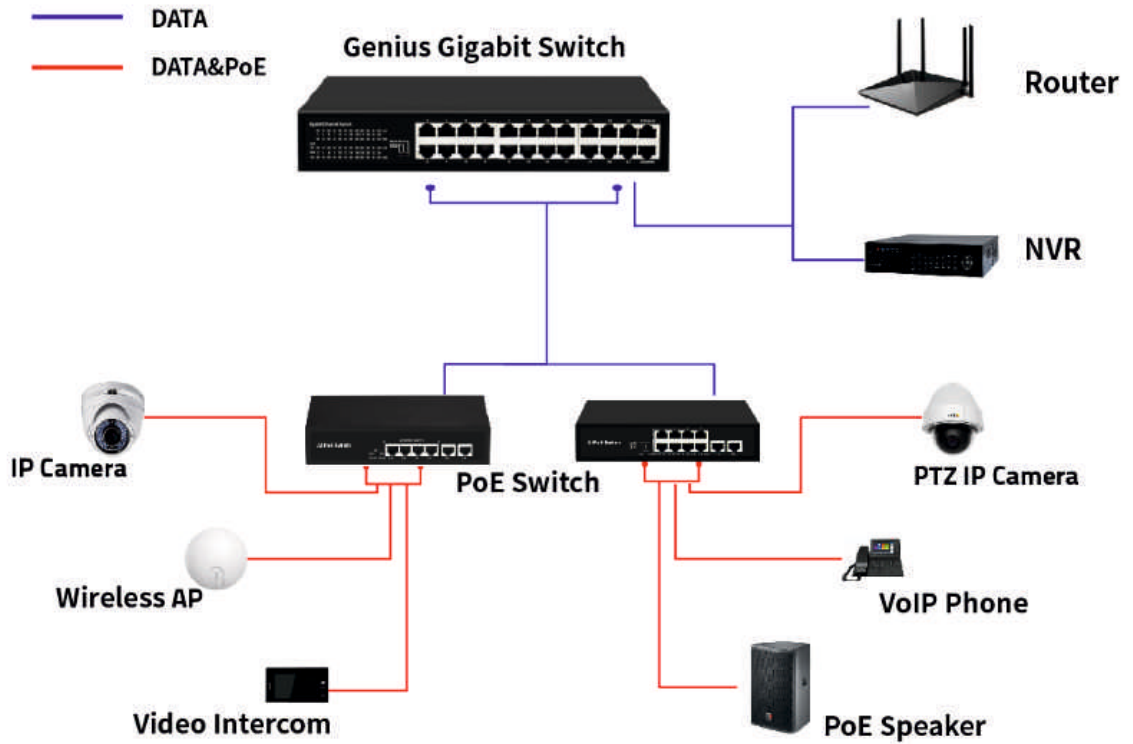 DATA
DATA&PoE
Genius Gigabit Switch
Router
NVR
IP Camera
PoE Switch
PTZ IP Camera
Wireless AP
VoIP Phone
Video Intercom
PoE Speaker